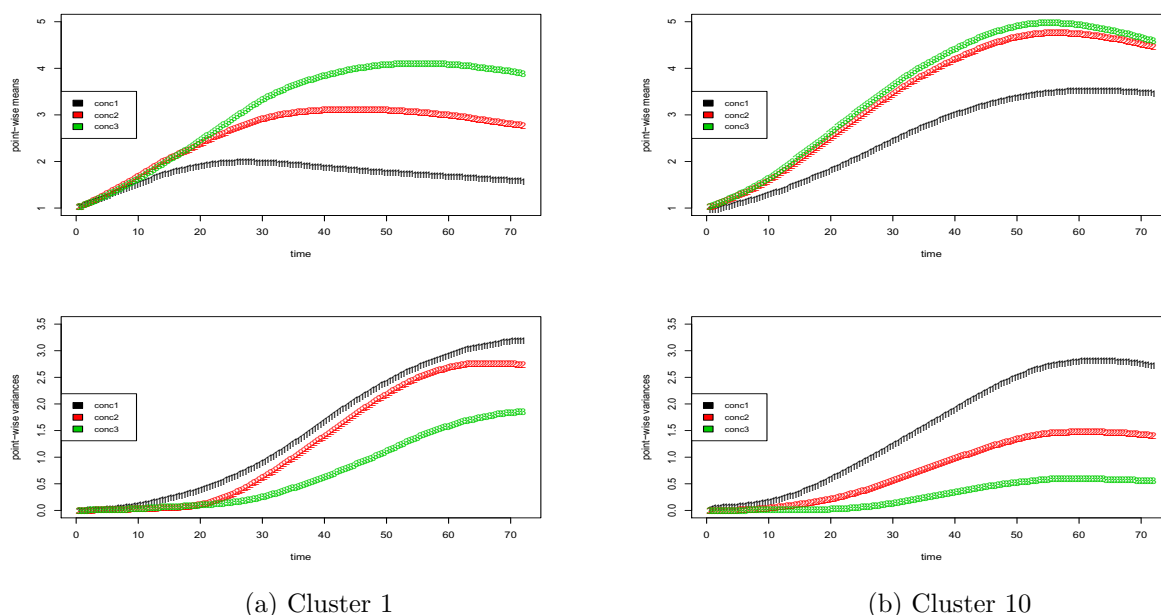 point-wise means
5
4
3
2
1
conc1
conc2
conc3
0 10 20 30 40 50 60 70
time
point-wise means
5
4
3
2
1
conc1
conc2
conc3
0 10 20 30 40 50 60 70
time
point-wise variances
3.5
3.0
2.5
2.0
1.5
1.0
0.5
0.0
conc1
conc2
conc3
0 10 20 30 40 50 60 70
time
point-wise variances
3.5
3.0
2.5
2.0
1.5
1.0
0.5
0.0
conc1
conc2
conc3
0 10 20 30 40 50 60 70
time
(a) Cluster 1
(b) Cluster 10